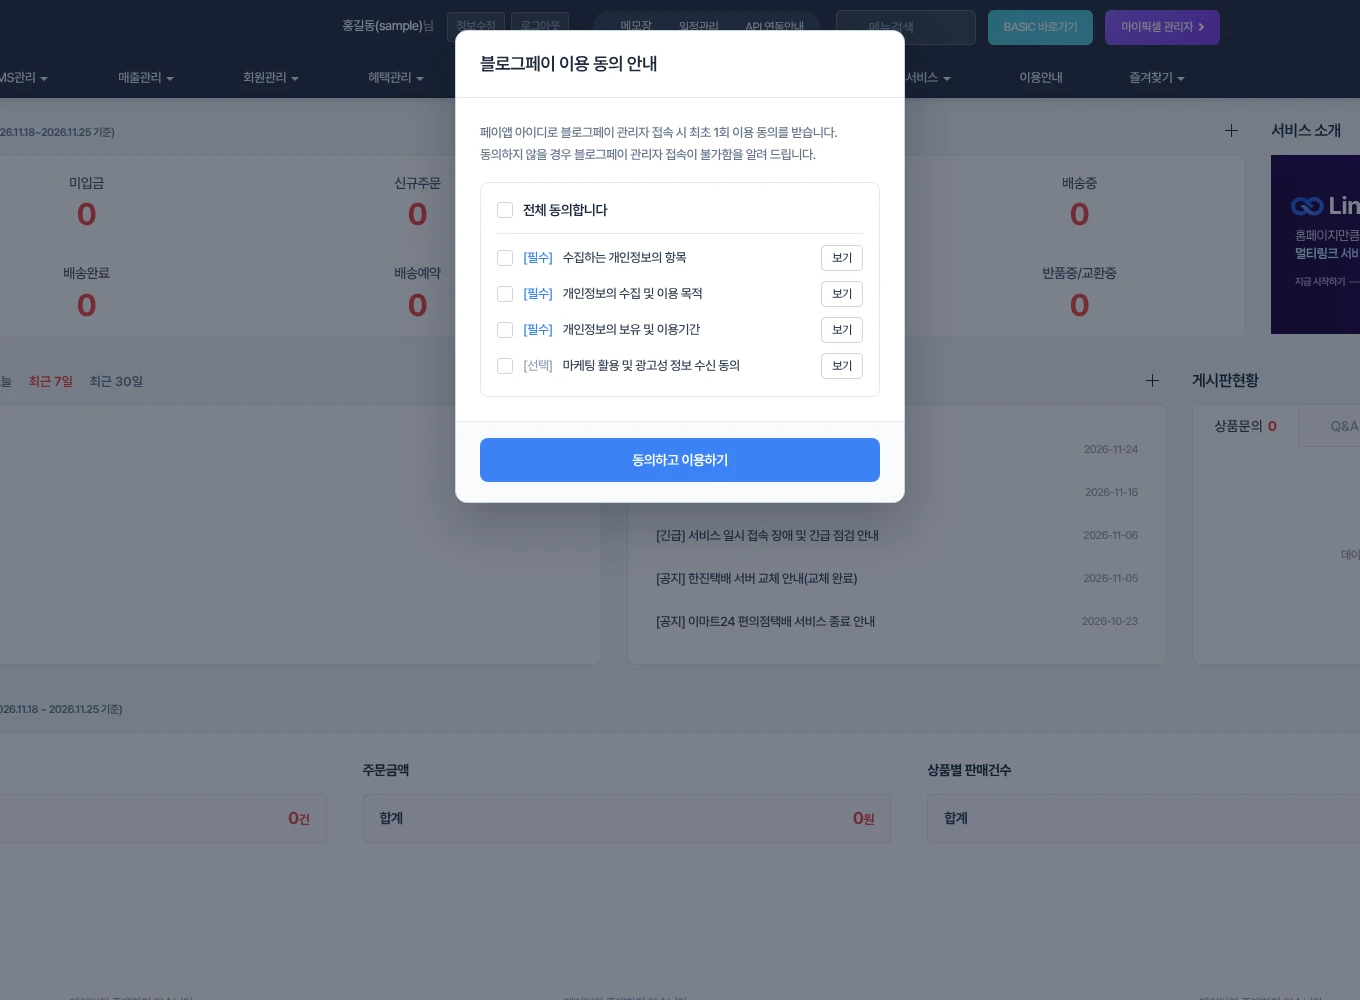 홍길동(sample)님 정보수정 로그아웃 메모장 일정관리 API 연동안내 메뉴검색 BASIC 바로가기 마이픽셀 관리자
MS관리 매출관리 회원관리 혜택관리 서비스 이용안내 즐겨찾기
블로그페이 이용 동의 안내
페이앱 아이디로 블로그페이 관리자 접속 시 최초 1회 이용 동의를 받습니다.
동의하지 않을 경우 블로그페이 관리자 접속이 불가함을 알려 드립니다.
전체 동의합니다
[필수] 수집하는 개인정보의 항목 보기
[필수] 개인정보의 수집 및 이용 목적 보기
[필수] 개인정보의 보유 및 이용기간 보기
[선택] 마케팅 활용 및 광고성 정보 수신 동의 보기
동의하고 이용하기
26.11.18~2026.11.25 기준)
미입금 신규주문 배송중
0 0 0
배송완료 배송예약 반품중/교환중
0 0 0
서비스 소개
Lin
홈페이지만큼
멀티링크 서비
지금 시작하기
최근 7일 최근 30일
게시판현황
상품문의 0 Q&A
2026-11-24
2026-11-16
[긴급] 서비스 일시 접속 장애 및 긴급 점검 안내 2026-11-06
[공지] 한진택배 서버 교체 안내(교체 완료) 2026-11-05
[공지] 이마트24 편의점택배 서비스 종료 안내 2026-10-23
데이
026.11.18 ~ 2026.11.25 기준)
주문금액 상품별 판매건수
0건 합계 0원 합계